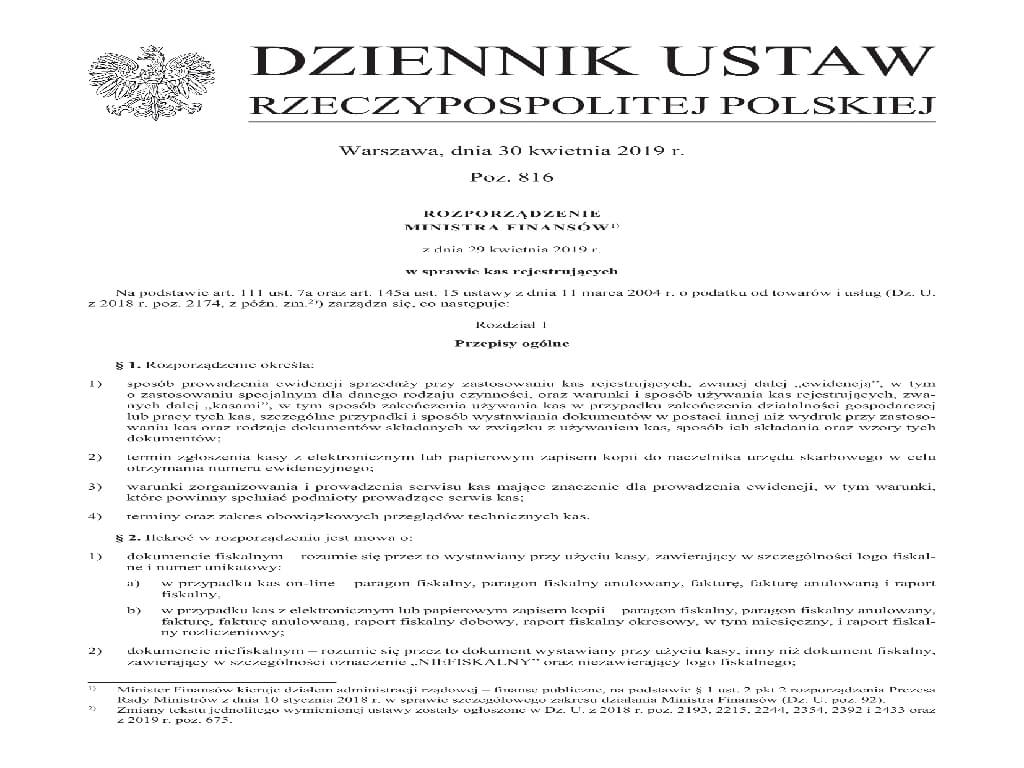 DZIENNIK USTAW
RZECZYPOSPOLITEJ POLSKIEJ
Warszawa, dnia 30 kwietnia 2019 r.
Poz. 816
ROZPORZĄDZENIE
MINISTRA FINANSÓW1)
z dnia 29 kwietnia 2019 r.
w sprawie kas rejestrujących
Na podstawie art. 111 ust. 7a oraz art. 145a ust. 15 ustawy z dnia 11 marca 2004 r. o podatku od towarów i usług (Dz. U.
z 2018 r. poz. 2174, z późn. zm.2)) zarządza się, co następuje:
Rozdział 1
Przepisy ogólne
§ 1. Rozporządzenie określa:
1) sposób prowadzenia ewidencji sprzedaży przy zastosowaniu kas rejestrujących, zwanej dalej „ewidencją”, w tym
o zastosowaniu specjalnym dla danego rodzaju czynności, oraz warunki i sposób używania kas rejestrujących, zwa-
nych dalej „kasami”, w tym sposób zakończenia używania kas w przypadku zakończenia działalności gospodarczej
lub pracy tych kas, szczególne przypadki i sposób wystawiania dokumentów w postaci innej niż wydruk przy zastoso-
waniu kas oraz rodzaje dokumentów składanych w związku z używaniem kas, sposób ich składania oraz wzory tych
dokumentów;
2) termin zgłoszenia kasy z elektronicznym lub papierowym zapisem kopii do naczelnika urzędu skarbowego w celu
otrzymania numeru ewidencyjnego;
3) warunki zorganizowania i prowadzenia serwisu kas mające znaczenie dla prowadzenia ewidencji, w tym warunki,
które powinny spełniać podmioty prowadzące serwis kas;
4) terminy oraz zakres obowiązkowych przeglądów technicznych kas.
§ 2. Ilekroć w rozporządzeniu jest mowa o:
1) dokumencie fiskalnym – rozumie się przez to wystawiany przy użyciu kasy, zawierający w szczególności logo fiskal-
ne i numer unikatowy:
a) w przypadku kas on-line – paragon fiskalny, paragon fiskalny anulowany, fakturę, fakturę anulowaną i raport
fiskalny,
b) w przypadku kas z elektronicznym lub papierowym zapisem kopii – paragon fiskalny, paragon fiskalny anulowany,
fakturę, fakturę anulowaną, raport fiskalny dobowy, raport fiskalny okresowy, w tym miesięczny, i raport fiskal-
ny rozliczeniowy;
2) dokumencie niefiskalnym – rozumie się przez to dokument wystawiany przy użyciu kasy, inny niż dokument fiskalny,
zawierający w szczególności oznaczenie „NIEFISKALNY” oraz niezawierający logo fiskalnego;
1) Minister Finansów kieruje działem administracji rządowej – finanse publiczne, na podstawie § 1 ust. 2 pkt 2 rozporządzenia Prezesa
Rady Ministrów z dnia 10 stycznia 2018 r. w sprawie szczegółowego zakresu działania Ministra Finansów (Dz. U. poz. 92).
2) Zmiany tekstu jednolitego wymienionej ustawy zostały ogłoszone w Dz. U. z 2018 r. poz. 2193, 2215, 2244, 2354, 2392 i 2433 oraz
z 2019 r. poz. 675.